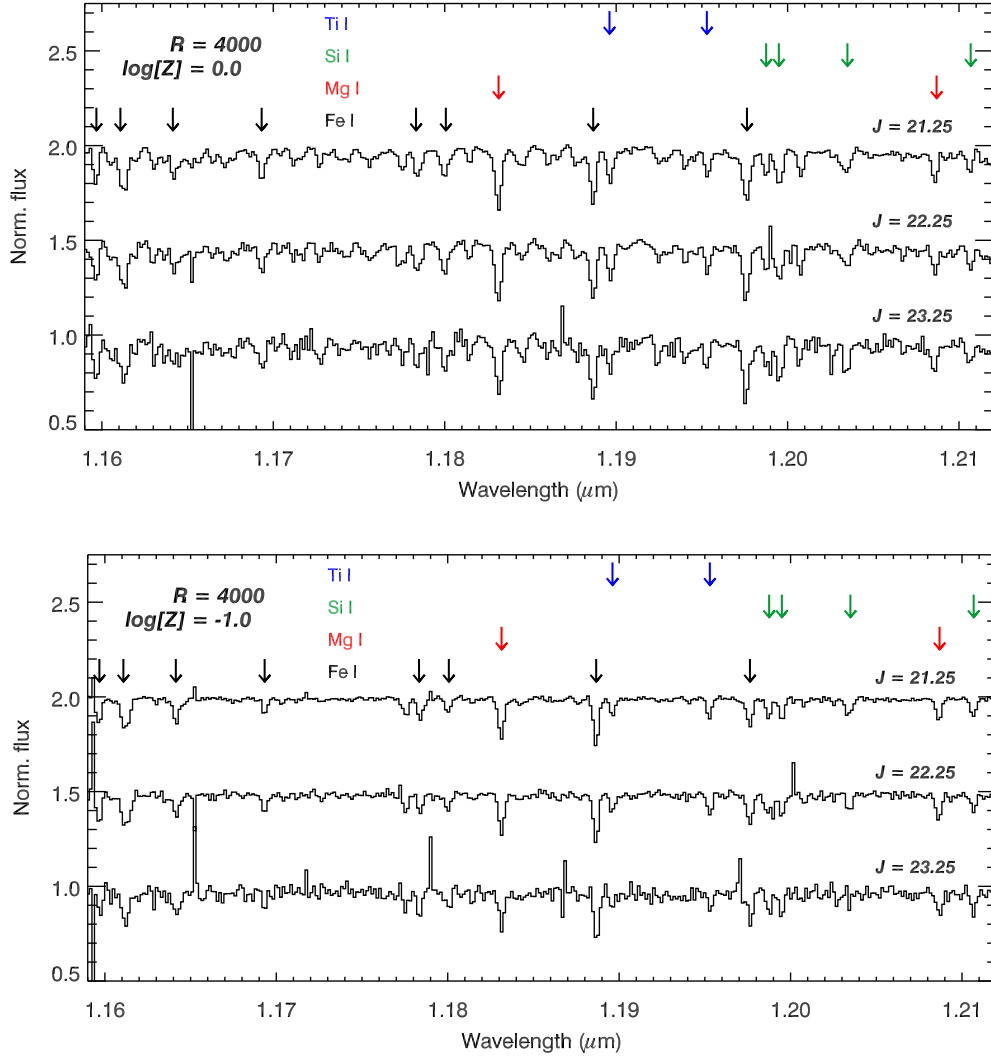 Ti I
R = 4000
Si I
log[Z] = 0.0
Mg I
Fe I
J = 21.25
J = 22.25
J = 23.25
2.5
2.0
1.5
1.0
0.5
Norm. flux
1.16 1.17 1.18 1.19 1.20 1.21
Wavelength (μm)
Ti I
R = 4000
Si I
log[Z] = -1.0
Mg I
Fe I
J = 21.25
J = 22.25
J = 23.25
2.5
2.0
1.5
1.0
0.5
Norm. flux
1.16 1.17 1.18 1.19 1.20 1.21
Wavelength (μm)